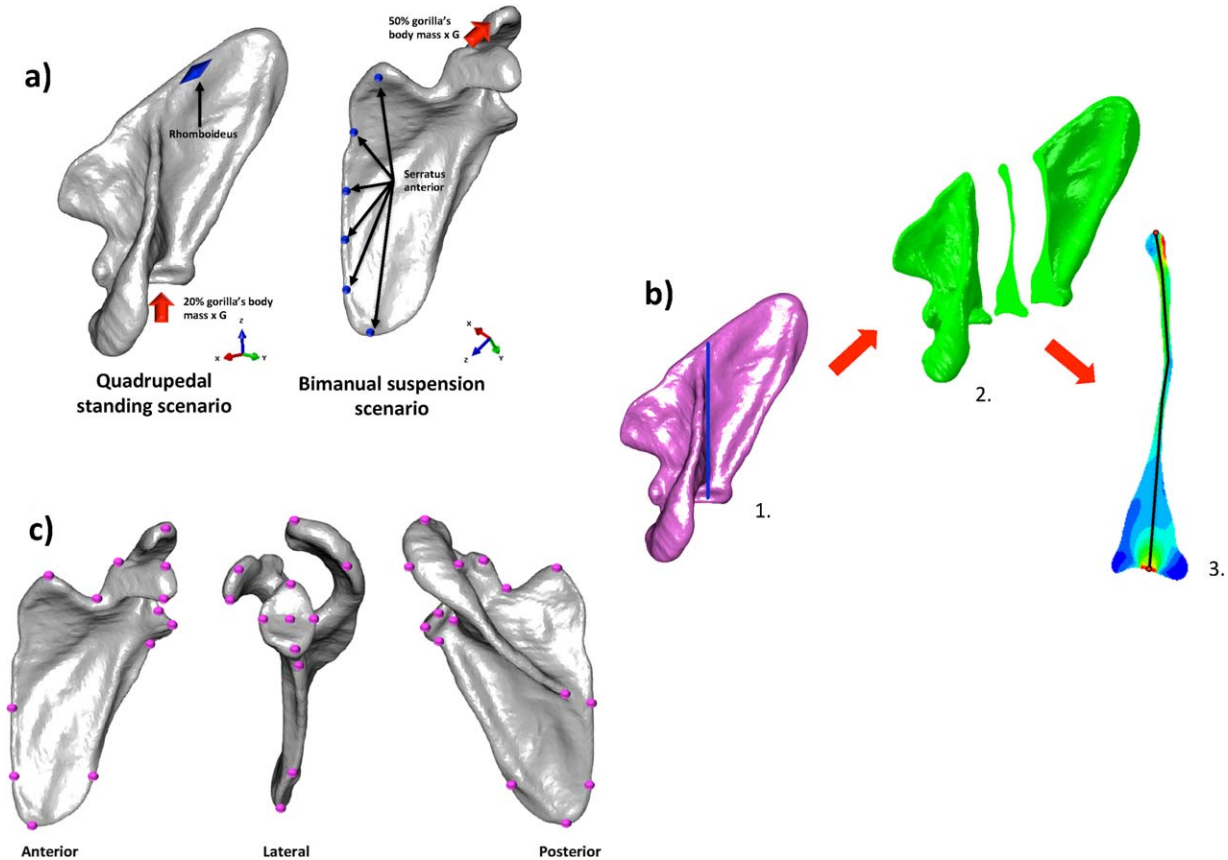 a)
Rhomboideus
20% gorilla's body
mass x G
Z
X
Y
Quadrupedal
standing scenario
50% gorilla's
body mass x G
Serratus
anterior
X
Z
Y
Bimanual suspension
scenario
b)
1.
2.
3.
c)
Anterior
Lateral
Posterior